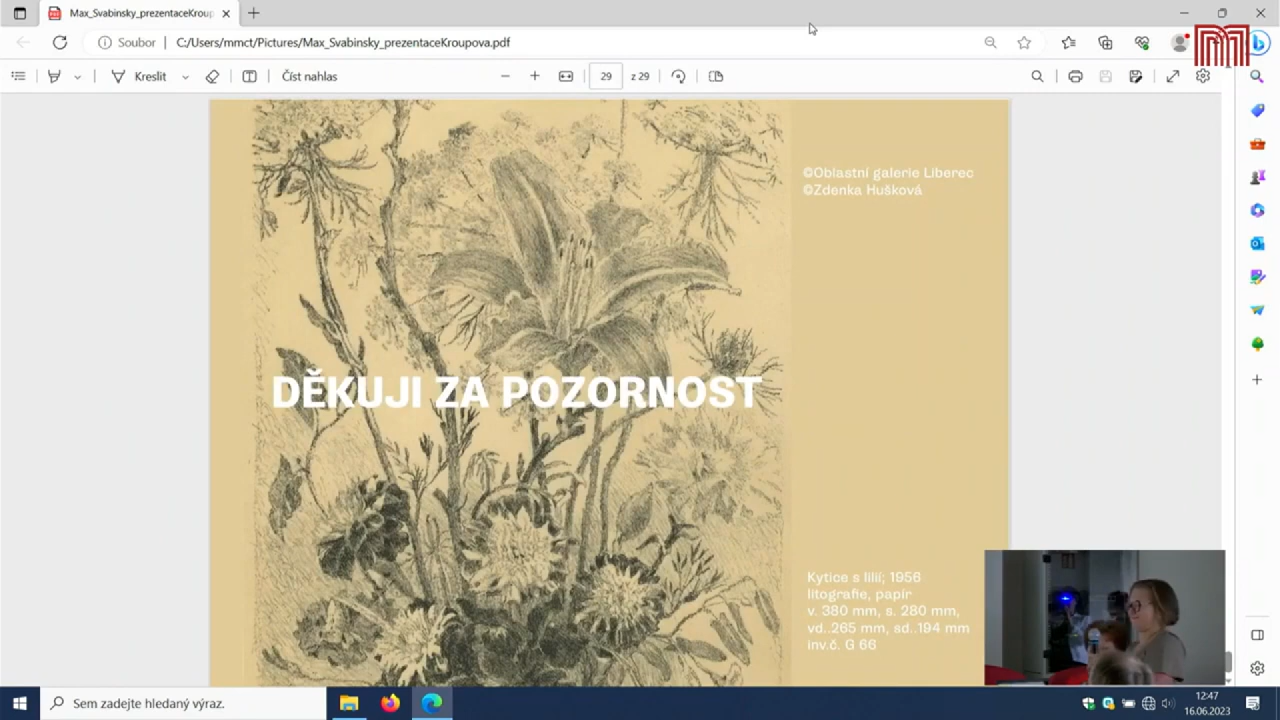 Max_Svabinsky_prezentaceKroup
Soubor
C:/Users/mmct/Pictures/Max_Svabinsky_prezentaceKroupova.pdf
Kreslit
Číst nahlas
29
z 29
©Oblastní galerie Liberec
©Zdenka Hušková
DĚKUJI ZA POZORNOST
Kytice s lilií; 1956
litografie, papír
v. 380 mm, s. 280 mm,
vd..265 mm, sd..194 mm
inv.č. G 66
Sem zadejte hledaný výraz.
12:47
16.06.2023